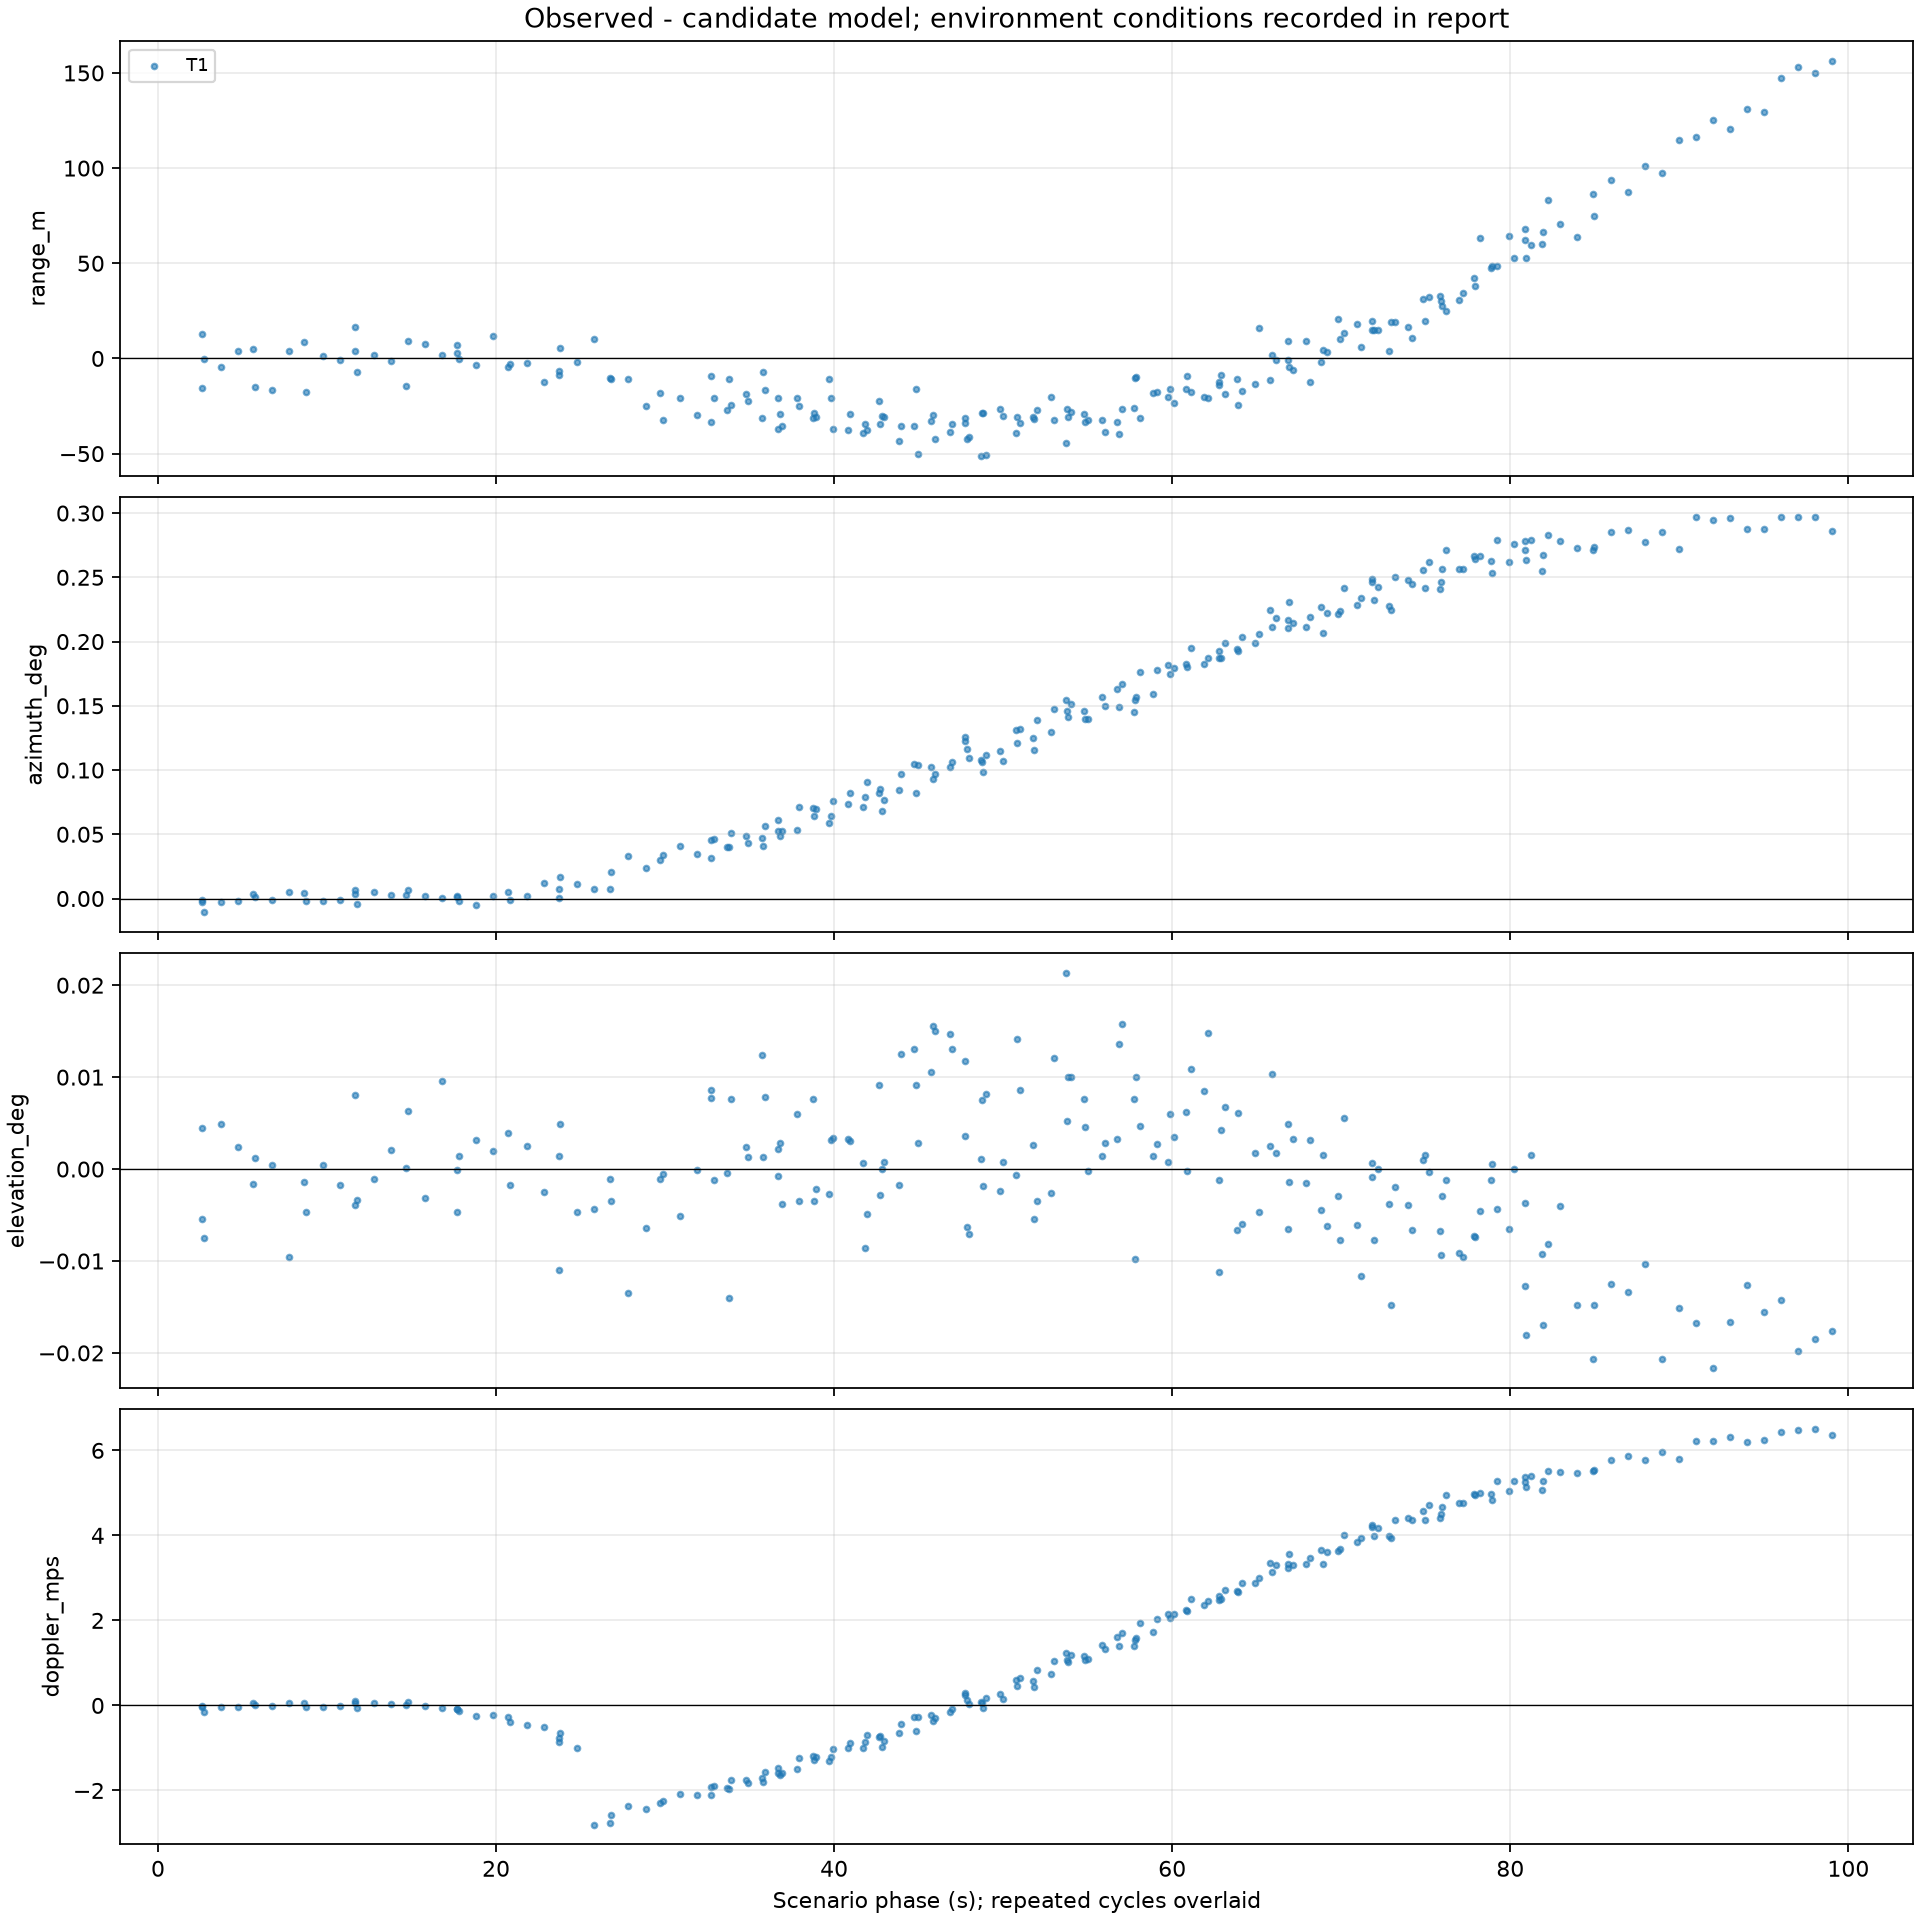 Observed - candidate model; environment conditions recorded in report
T1
150
100
50
0
−50
range_m
0.30
0.25
0.20
0.15
0.10
0.05
0.00
azimuth_deg
0.02
0.01
0.00
−0.01
−0.02
elevation_deg
6
4
2
0
−2
doppler_mps
0 20 40 60 80 100
Scenario phase (s); repeated cycles overlaid